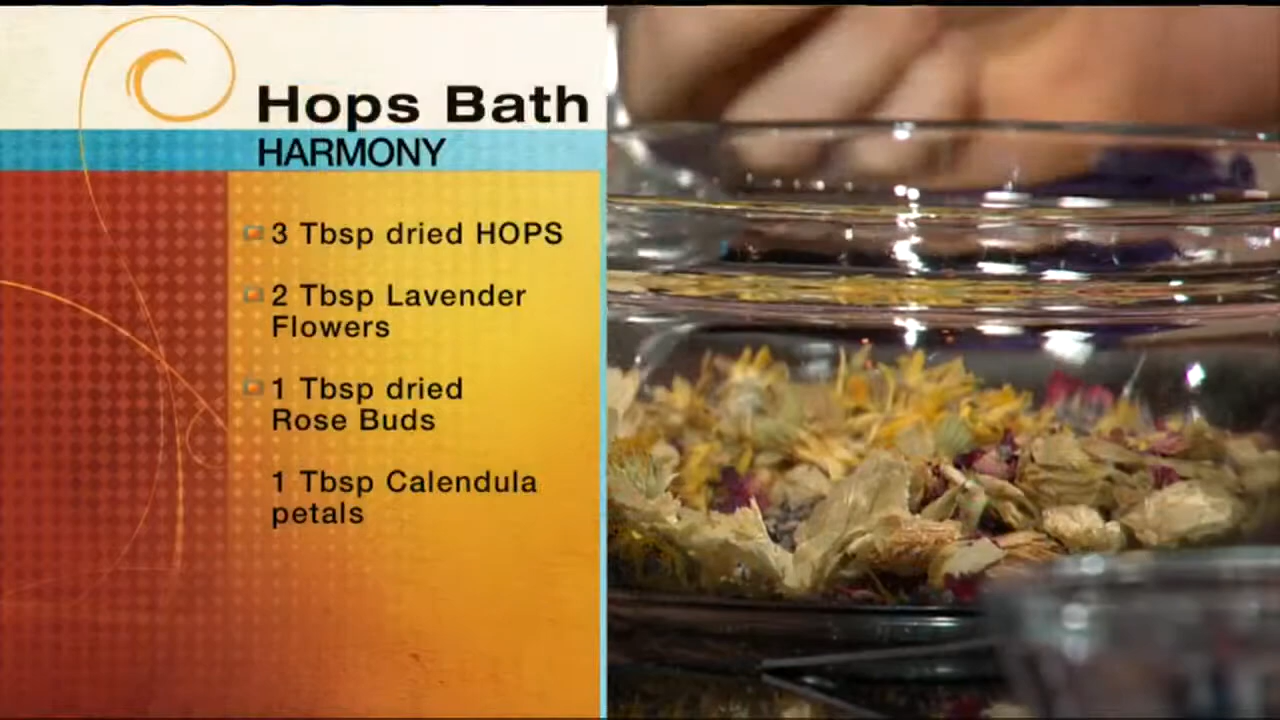 Hops Bath
HARMONY
3 Tbsp dried HOPS
2 Tbsp Lavender
Flowers
1 Tbsp dried
Rose Buds
1 Tbsp Calendula
petals